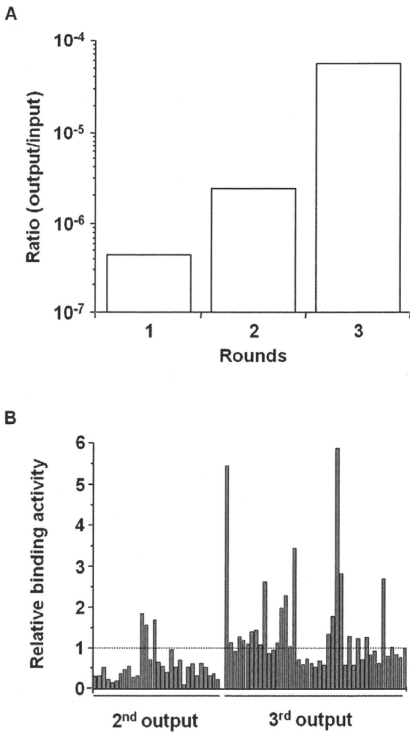 A
Ratio (output/input)
10-4
10-5
10-6
10-7
1 2 3
Rounds
B
Relative binding activity
6
5
4
3
2
1
0
2nd output 3rd output